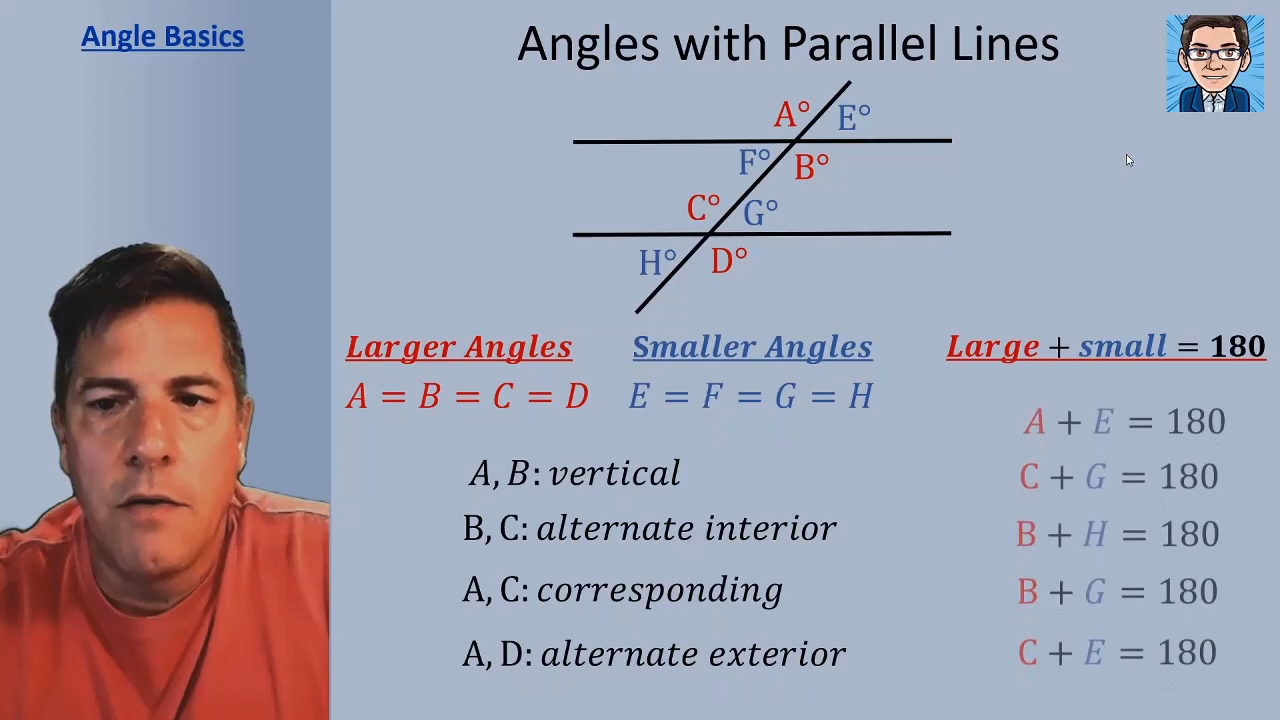 Angle Basics
Angles with Parallel Lines
A° E°
F° B°
C° G°
H° D°
Larger Angles Smaller Angles Large + small = 180
A = B = C = D E = F = G = H
A + E = 180
A, B: vertical
C + G = 180
B, C: alternate interior
B + H = 180
A, C: corresponding
B + G = 180
A, D: alternate exterior
C + E = 180